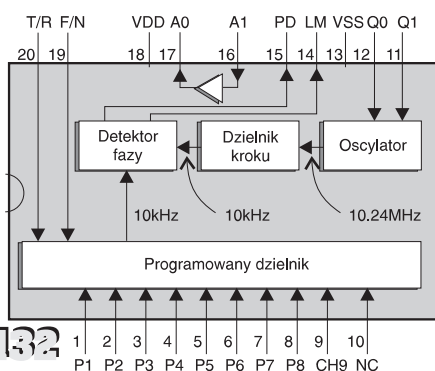 T/R F/N VDD A0 A1 PD LM VSS Q0 Q1
20 19 18 17 16 15 14 13 12 11
Detektor fazy
Dzielnik kroku
Oscylator
10kHz 10kHz 10.24MHz
Programowany dzielnik
132
1 2 3 4 5 6 7 8 9 10
P1 P2 P3 P4 P5 P6 P7 P8 CH9 NC